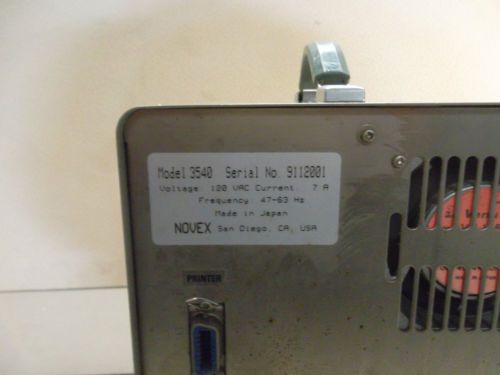 Model 3540 Serial No. 9112001
Voltage: 120 VAC Current: 7 A
Frequency: 47-63 Hz
Made in Japan
NOVEX San Diego, CA, USA
PRINTER